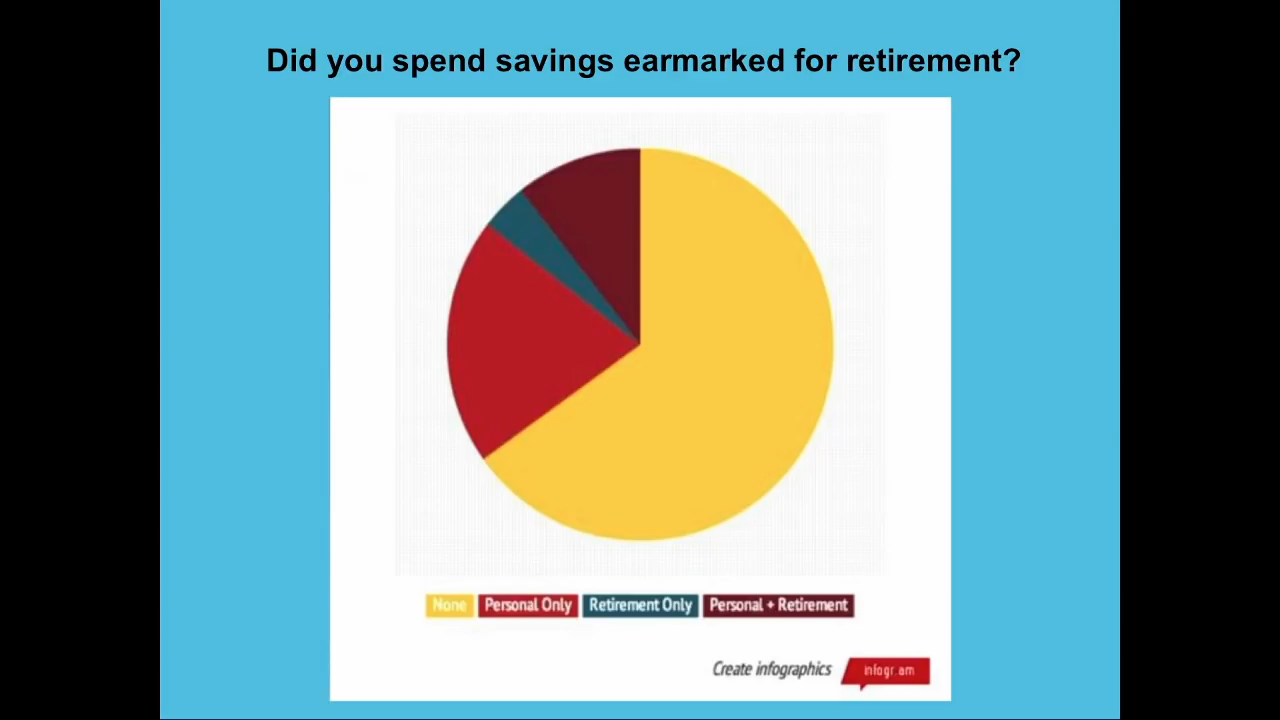 Did you spend savings earmarked for retirement?
None Personal Only Retirement Only Personal + Retirement
Create infographics infogr.am